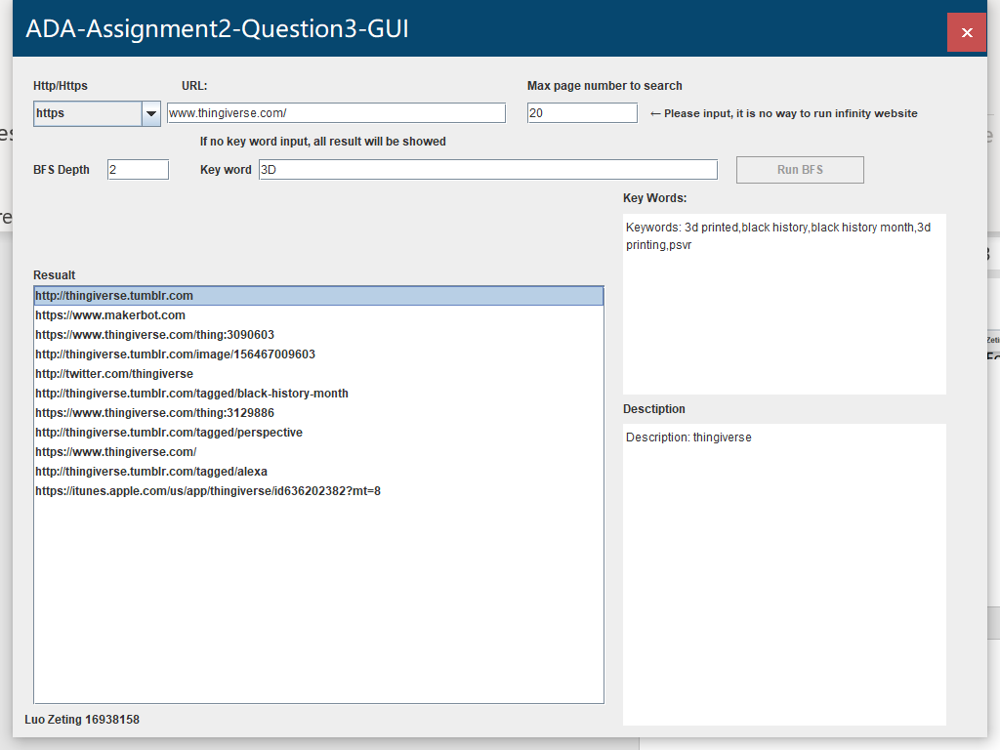 ADA-Assignment2-Question3-GUI
Http/Https URL: Max page number to search
https www.thingiverse.com/ 20 ← Please input, it is no way to run infinity website
If no key word input, all result will be showed
BFS Depth 2 Key word 3D Run BFS
Key Words:
Keywords: 3d printed,black history,black history month,3d
printing,psvr
Resualt
http://thingiverse.tumblr.com
https://www.makerbot.com
https://www.thingiverse.com/thing:3090603
http://thingiverse.tumblr.com/image/156467009603
http://twitter.com/thingiverse
http://thingiverse.tumblr.com/tagged/black-history-month
https://www.thingiverse.com/thing:3129886
http://thingiverse.tumblr.com/tagged/perspective
https://www.thingiverse.com/
http://thingiverse.tumblr.com/tagged/alexa
https://itunes.apple.com/us/app/thingiverse/id636202382?mt=8
Desctiption
Description: thingiverse
Luo Zeting 16938158